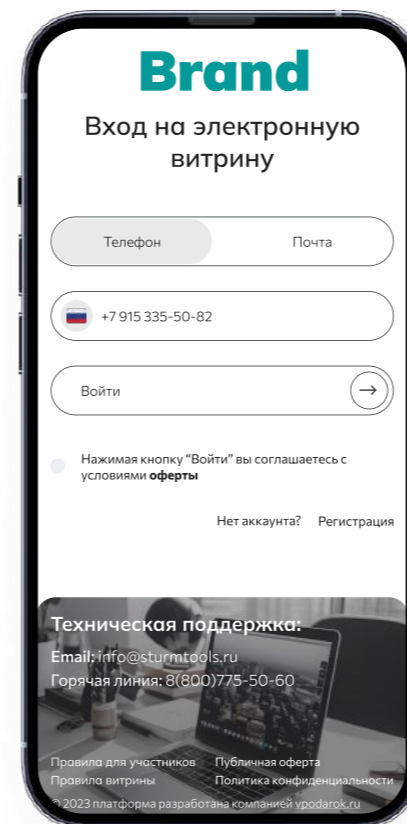 Brand
Вход на электронную
витрину
Телефон Почта
+7 915 335-50-82
Войти
Нажимая кнопку “Войти” вы соглашаетесь с
условиями оферты
Нет аккаунта? Регистрация
Техническая поддержка:
Email: info@sturmtools.ru
Горячая линия: 8(800)775-50-60
Правила для участников Публичная оферта
Правила витрины Политика конфиденциальности
© 2023 платформа разработана компанией vpodarok.ru